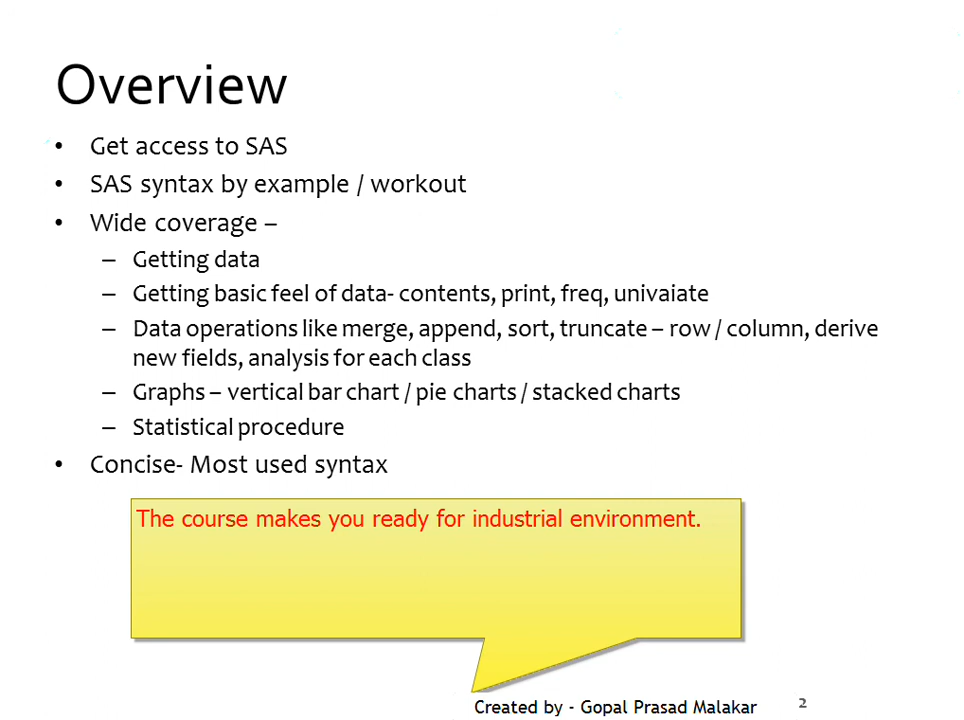 Overview
• Get access to SAS
• SAS syntax by example / workout
• Wide coverage –
– Getting data
– Getting basic feel of data- contents, print, freq, univaiate
– Data operations like merge, append, sort, truncate – row / column, derive
new fields, analysis for each class
– Graphs – vertical bar chart / pie charts / stacked charts
– Statistical procedure
• Concise- Most used syntax
The course makes you ready for industrial environment.
Created by - Gopal Prasad Malakar
2